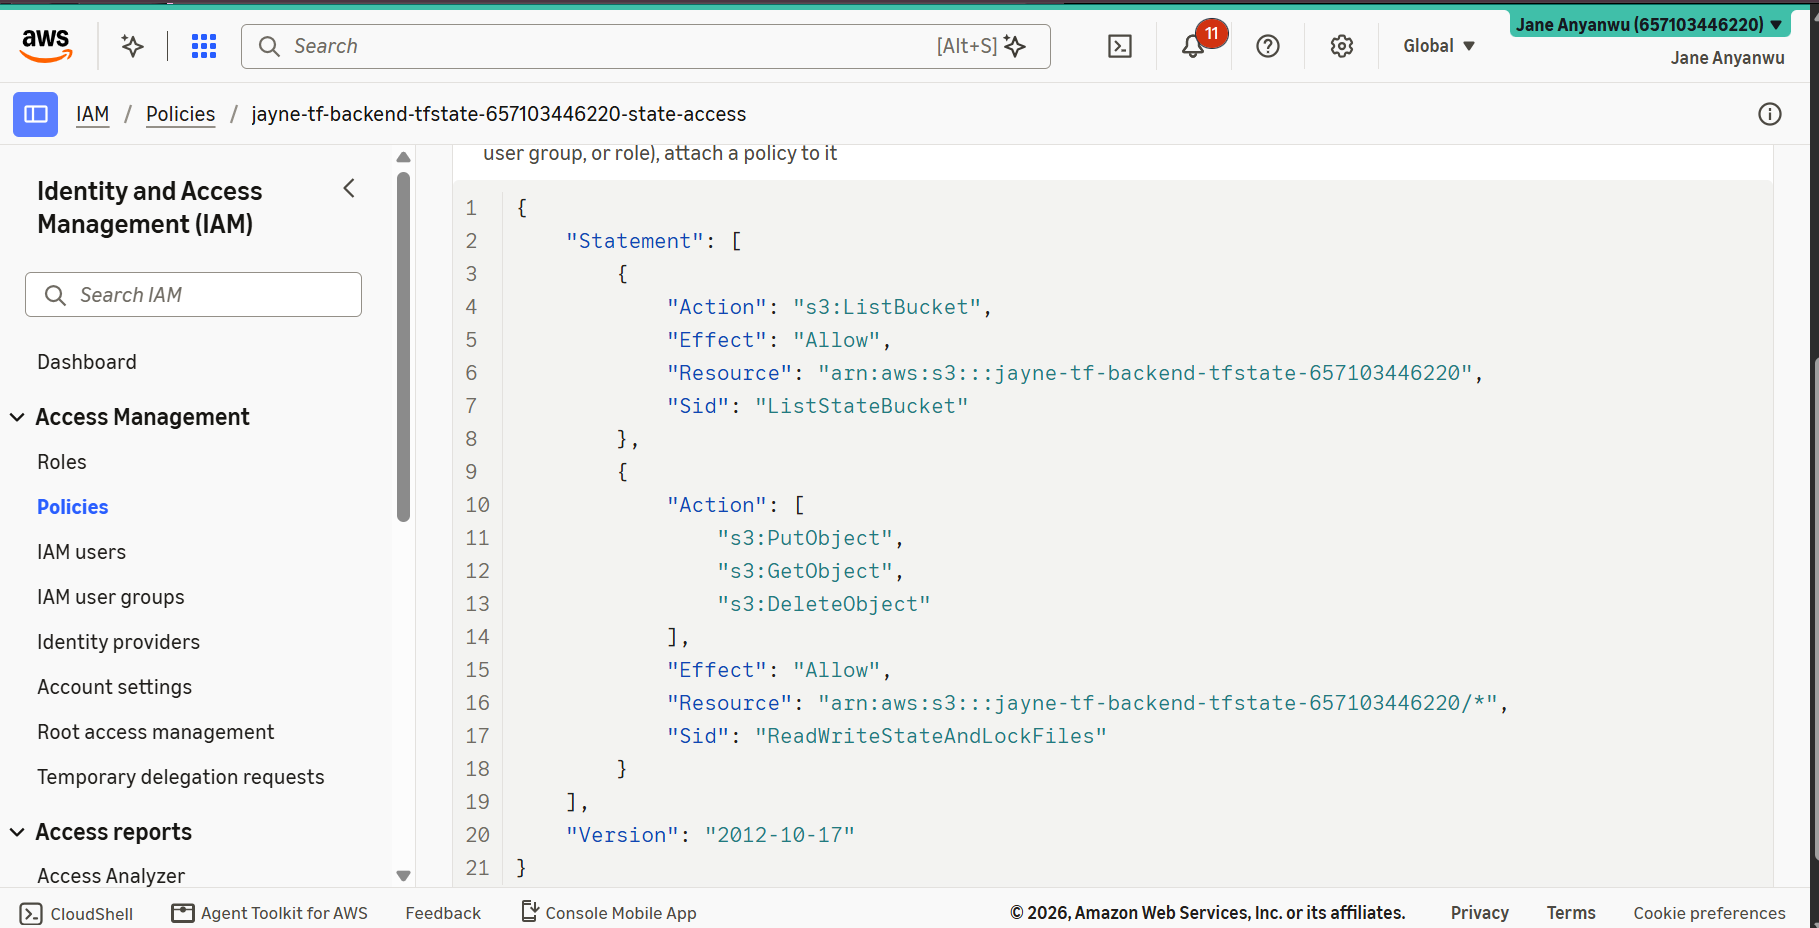 aws
Search
[Alt+S]
11
Global
Jane Anyanwu (657103446220)
Jane Anyanwu
IAM / Policies / jayne-tf-backend-tfstate-657103446220-state-access
Identity and Access
Management (IAM)
Search IAM
Dashboard
Access Management
Roles
Policies
IAM users
IAM user groups
Identity providers
Account settings
Root access management
Temporary delegation requests
Access reports
Access Analyzer
user group, or role), attach a policy to it
1 {
2 "Statement": [
3 {
4 "Action": "s3:ListBucket",
5 "Effect": "Allow",
6 "Resource": "arn:aws:s3:::jayne-tf-backend-tfstate-657103446220",
7 "Sid": "ListStateBucket"
8 },
9 {
10 "Action": [
11 "s3:PutObject",
12 "s3:GetObject",
13 "s3:DeleteObject"
14 ],
15 "Effect": "Allow",
16 "Resource": "arn:aws:s3:::jayne-tf-backend-tfstate-657103446220/*",
17 "Sid": "ReadWriteStateAndLockFiles"
18 }
19 ],
20 "Version": "2012-10-17"
21 }
CloudShell
Agent Toolkit for AWS
Feedback
Console Mobile App
© 2026, Amazon Web Services, Inc. or its affiliates.
Privacy
Terms
Cookie preferences